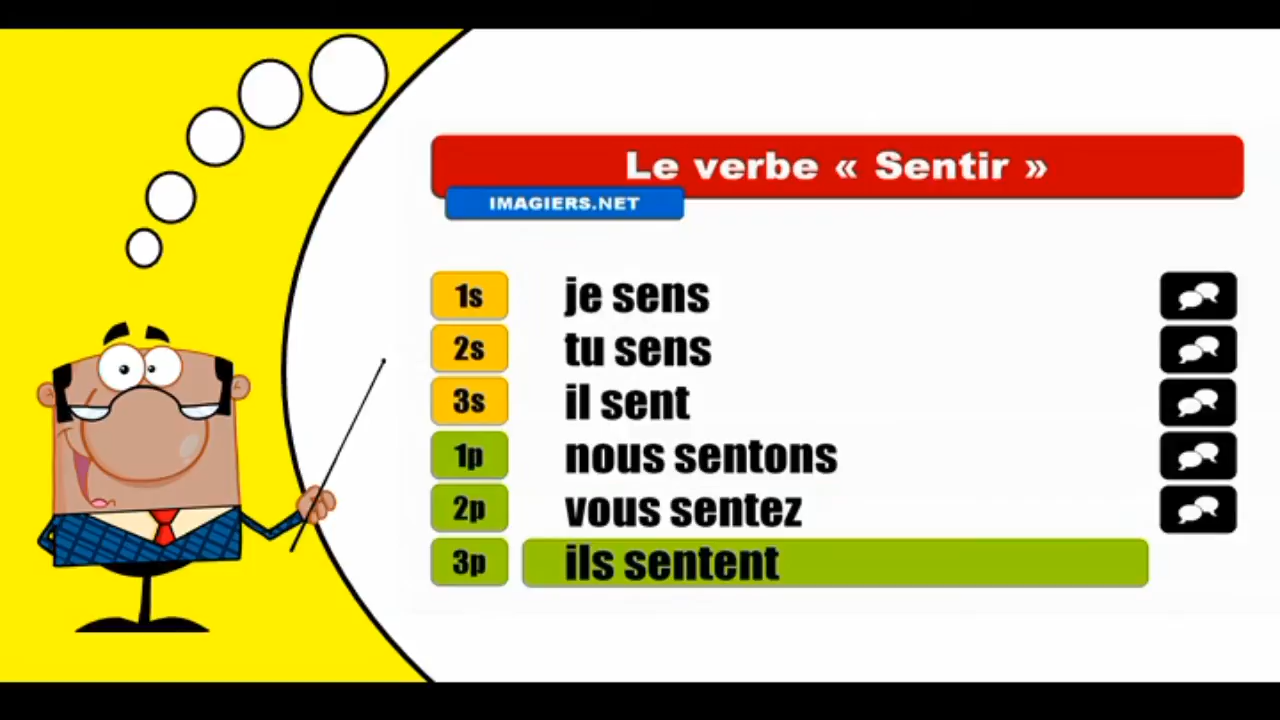 Le verbe « Sentir »
IMAGIERS.NET
1s je sens
2s tu sens
3s il sent
1p nous sentons
2p vous sentez
3p ils sentent